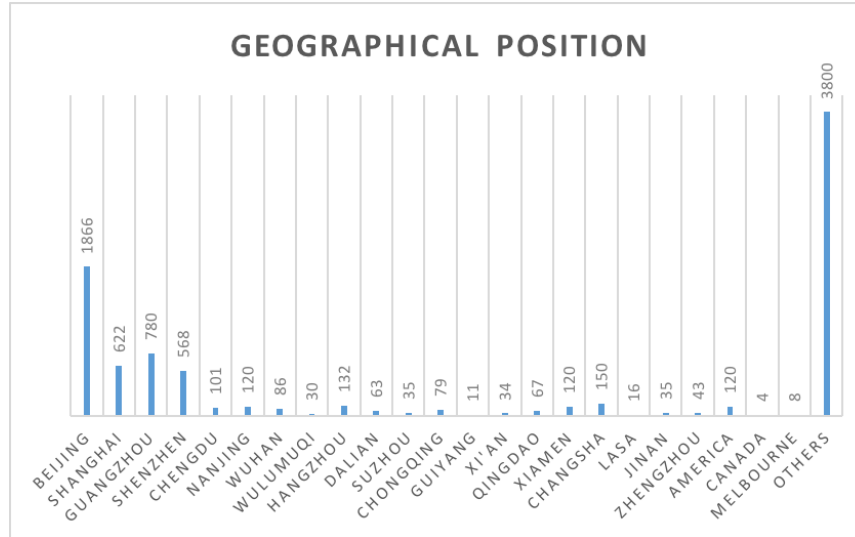 GEOGRAPHICAL POSITION
1866
622
780
568
101
120
86
30
132
63
35
79
11
34
67
120
150
16
35
43
120
4
8
3800
BEIJING
SHANGHAI
GUANGZHOU
SHENZHEN
CHENGDU
NANJING
WUHAN
WULUMUQI
HANGZHOU
DALIAN
SUZHOU
CHONGQING
GUIYANG
XI'AN
QINGDAO
XIAMEN
CHANGSHA
LASA
JINAN
ZHENGZHOU
AMERICA
CANADA
MELBOURNE
OTHERS